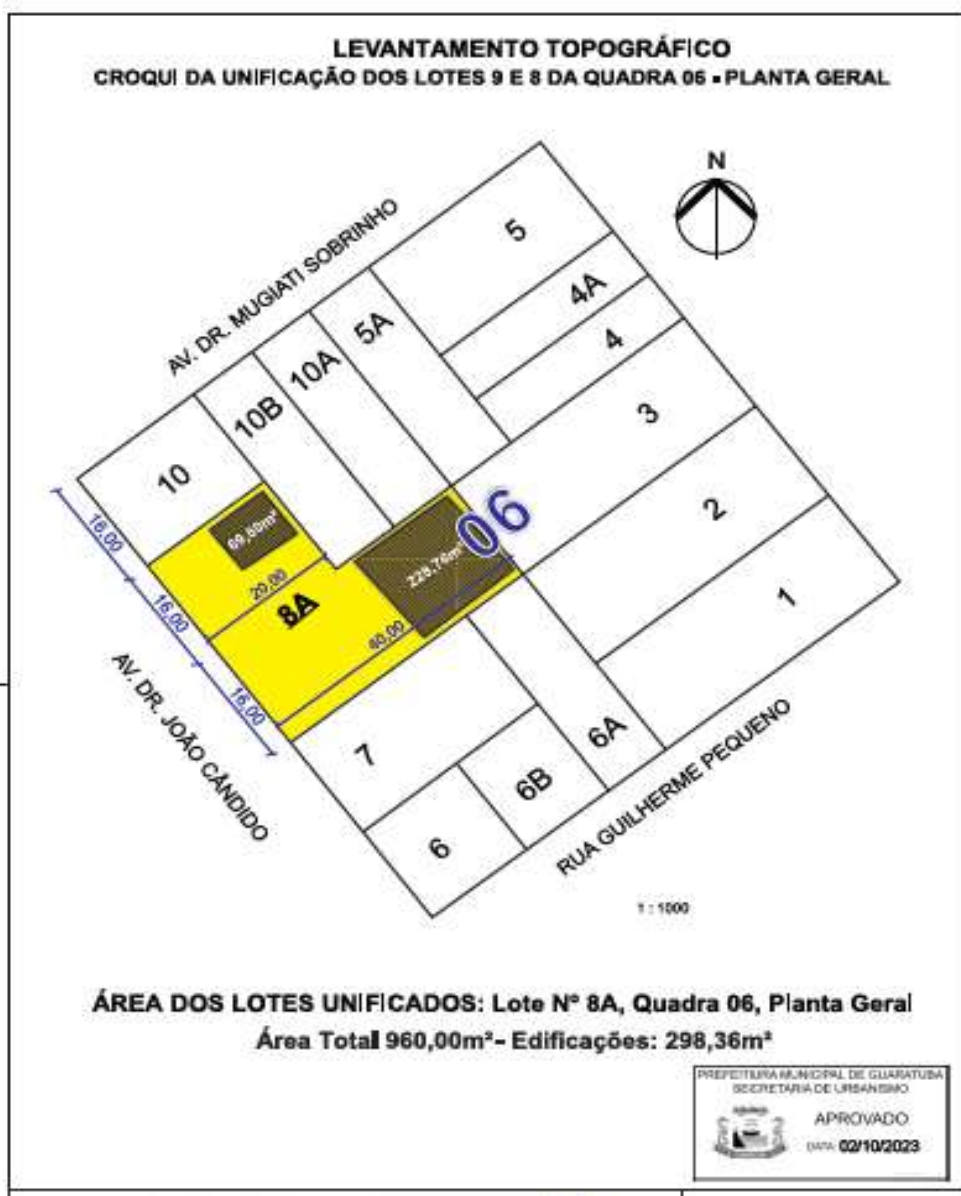 LEVANTAMENTO TOPOGRÁFICO
CROQUI DA UNIFICAÇÃO DOS LOTES 9 E 8 DA QUADRA 06 - PLANTA GERAL
N
AV. DR. MUGIATI SOBRINHO
5
4A
4
5A
10A
10B
10
3
2
1
06
69,60m²
228,76m²
16,00
20,00
16,00
8A
40,00
16,00
AV. DR. JOÃO CÂNDIDO
7
6A
6B
6
RUA GUILHERME PEQUENO
1 : 1000
ÁREA DOS LOTES UNIFICADOS: Lote Nº 8A, Quadra 06, Planta Geral
Área Total 960,00m² - Edificações: 298,36m²
PREFEITURA MUNICIPAL DE GUARATUBA
SECRETARIA DE URBANISMO
APROVADO
DATA: 02/10/2023